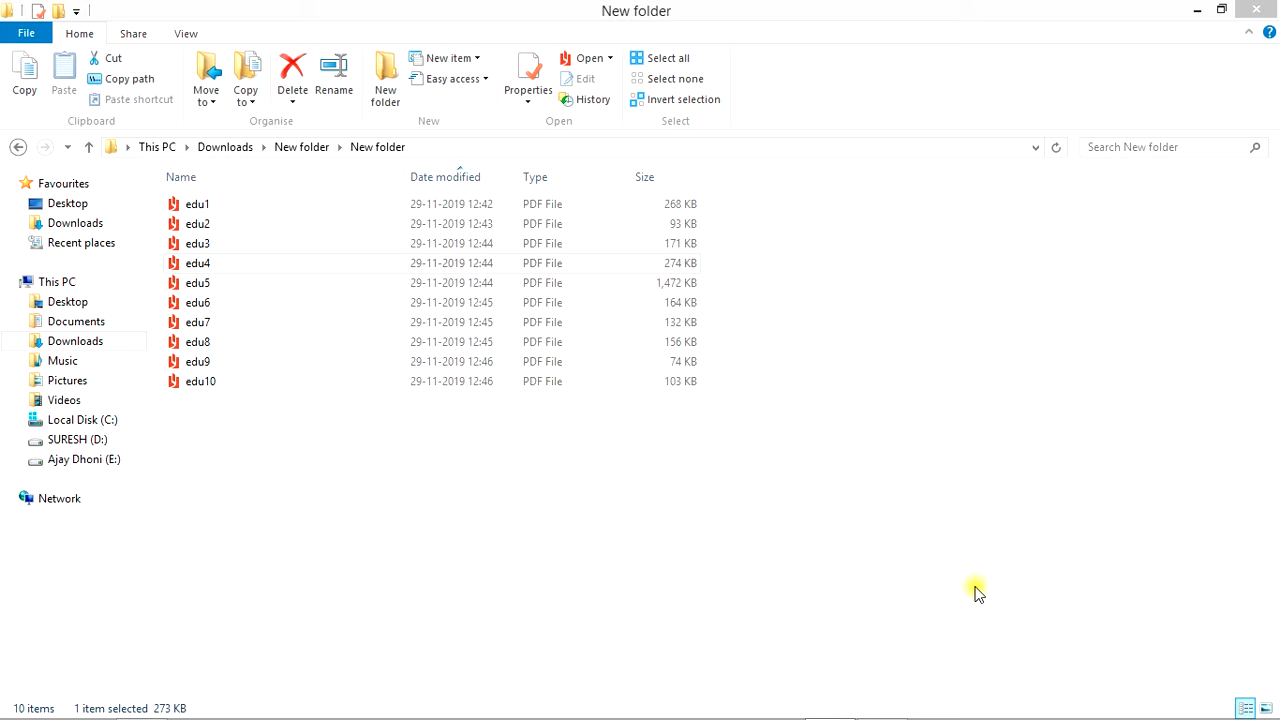 New folder
File Home Share View
Copy Paste Cut Copy path Paste shortcut Move to Copy to Delete Rename New folder New item Easy access Properties Open Edit History Select all Select none Invert selection
Clipboard Organise New Open Select
This PC Downloads New folder New folder Search New Folder
Name Date modified Type Size
Favourites
Desktop
Downloads
Recent places
This PC
Desktop
Documents
Downloads
Music
Pictures
Videos
Local Disk (C:)
SURESH (D:)
Ajay Dhoni (E:)
Network
edu1 29-11-2019 12:42 PDF File 268 KB
edu2 29-11-2019 12:43 PDF File 93 KB
edu3 29-11-2019 12:44 PDF File 171 KB
edu4 29-11-2019 12:44 PDF File 274 KB
edu5 29-11-2019 12:44 PDF File 1,472 KB
edu6 29-11-2019 12:45 PDF File 164 KB
edu7 29-11-2019 12:45 PDF File 132 KB
edu8 29-11-2019 12:45 PDF File 156 KB
edu9 29-11-2019 12:46 PDF File 74 KB
edu10 29-11-2019 12:46 PDF File 103 KB
10 items 1 item selected 273 KB